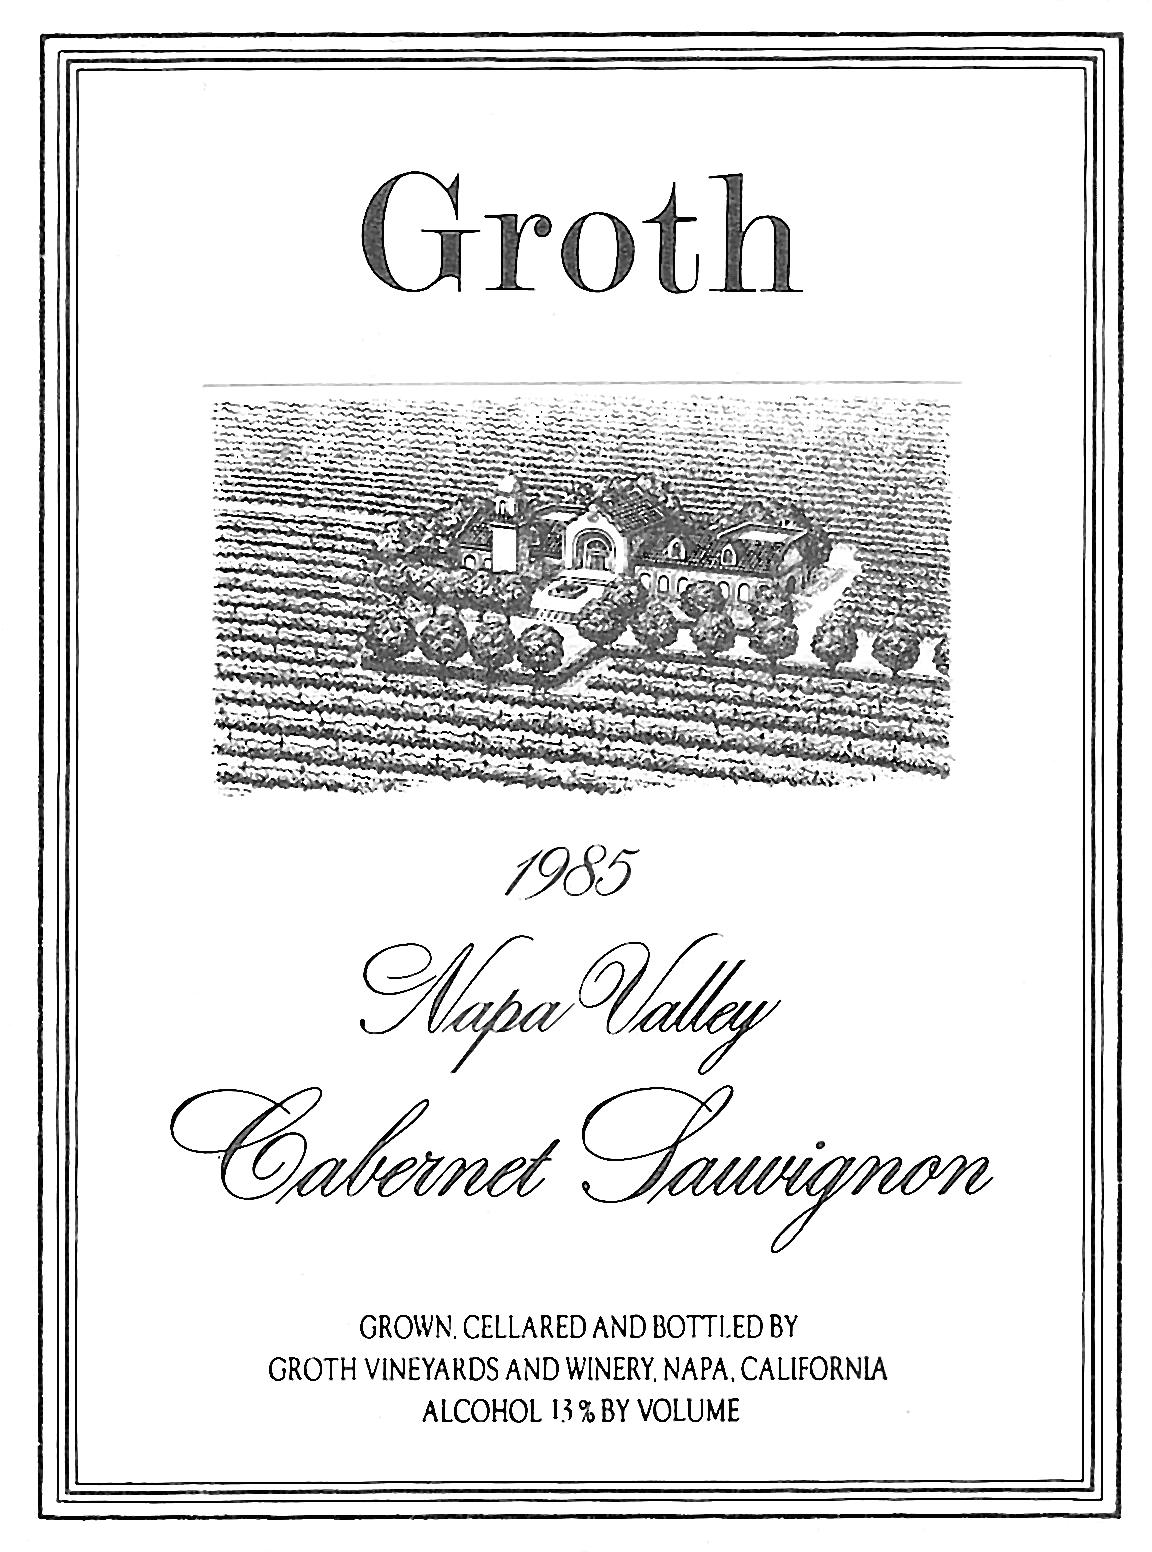 Groth
1985
Napa Valley
Cabernet Sauvignon
GROWN, CELLARED AND BOTTLED BY
GROTH VINEYARDS AND WINERY, NAPA, CALIFORNIA
ALCOHOL 13% BY VOLUME